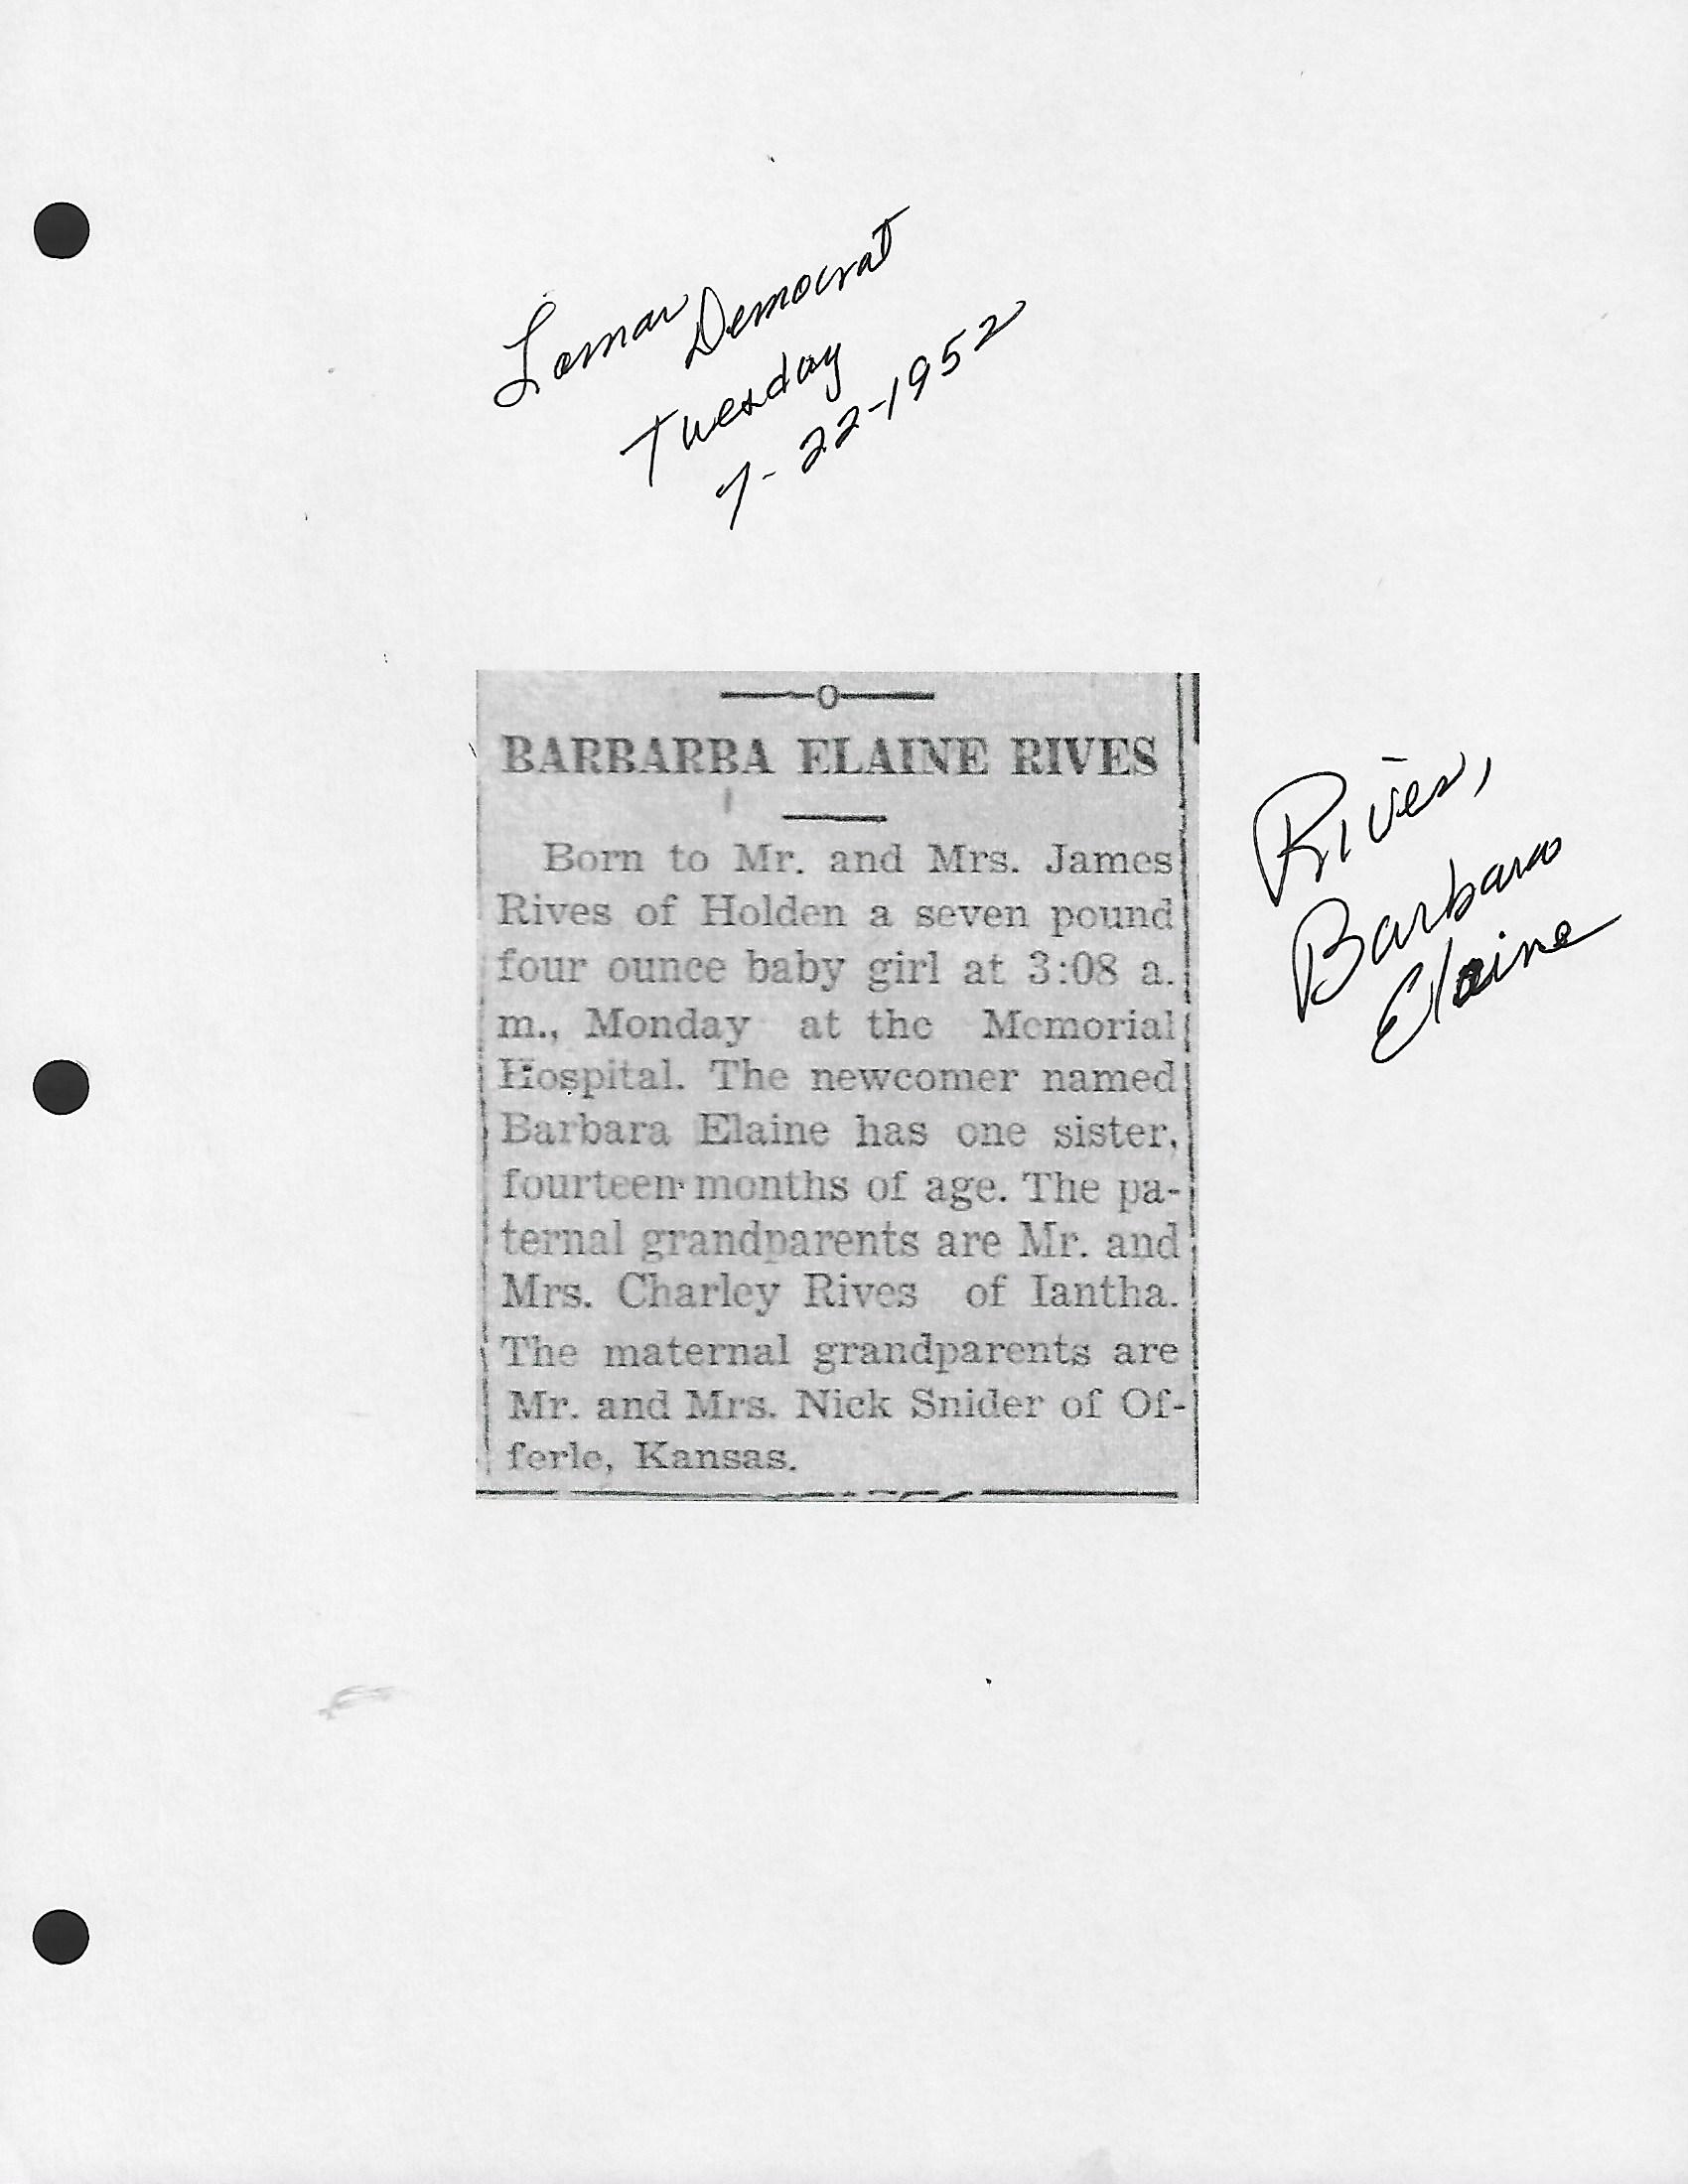 Lamar Democrat
Tuesday
7-22-1952
—o—
BARBARBA ELAINE RIVES
Born to Mr. and Mrs. James
Rives of Holden a seven pound
four ounce baby girl at 3:08 a.
m., Monday at the Memorial
Hospital. The newcomer named
Barbara Elaine has one sister,
fourteen months of age. The pa-
ternal grandparents are Mr. and
Mrs. Charley Rives of Iantha.
The maternal grandparents are
Mr. and Mrs. Nick Snider of Of-
ferle, Kansas.
Rives,
Barbara
Elaine